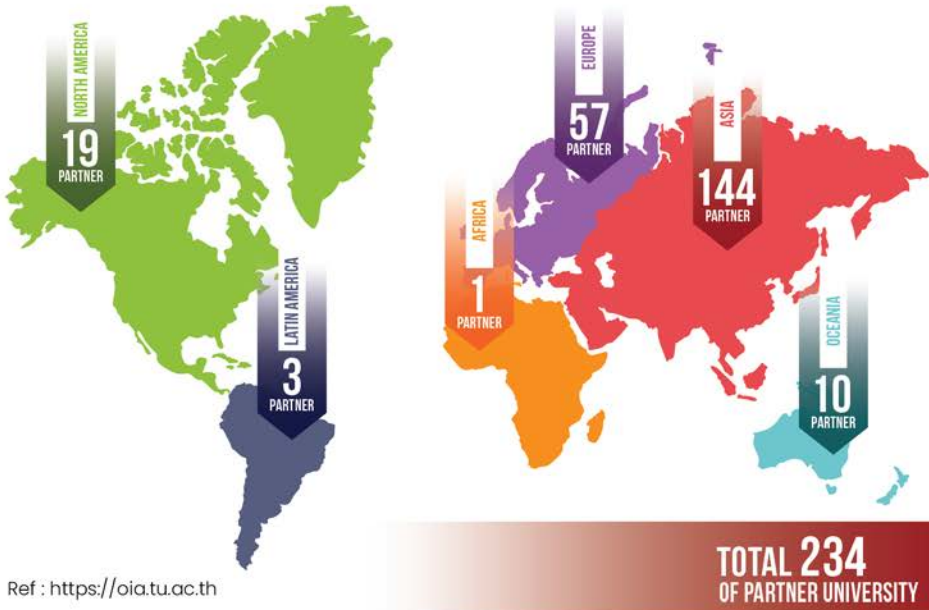 NORTH AMERICA
19
PARTNER
LATIN AMERICA
3
PARTNER
EUROPE
57
PARTNER
AFRICA
1
PARTNER
ASIA
144
PARTNER
OCEANIA
10
PARTNER
TOTAL 234
OF PARTNER UNIVERSITY
Ref : https://oia.tu.ac.th